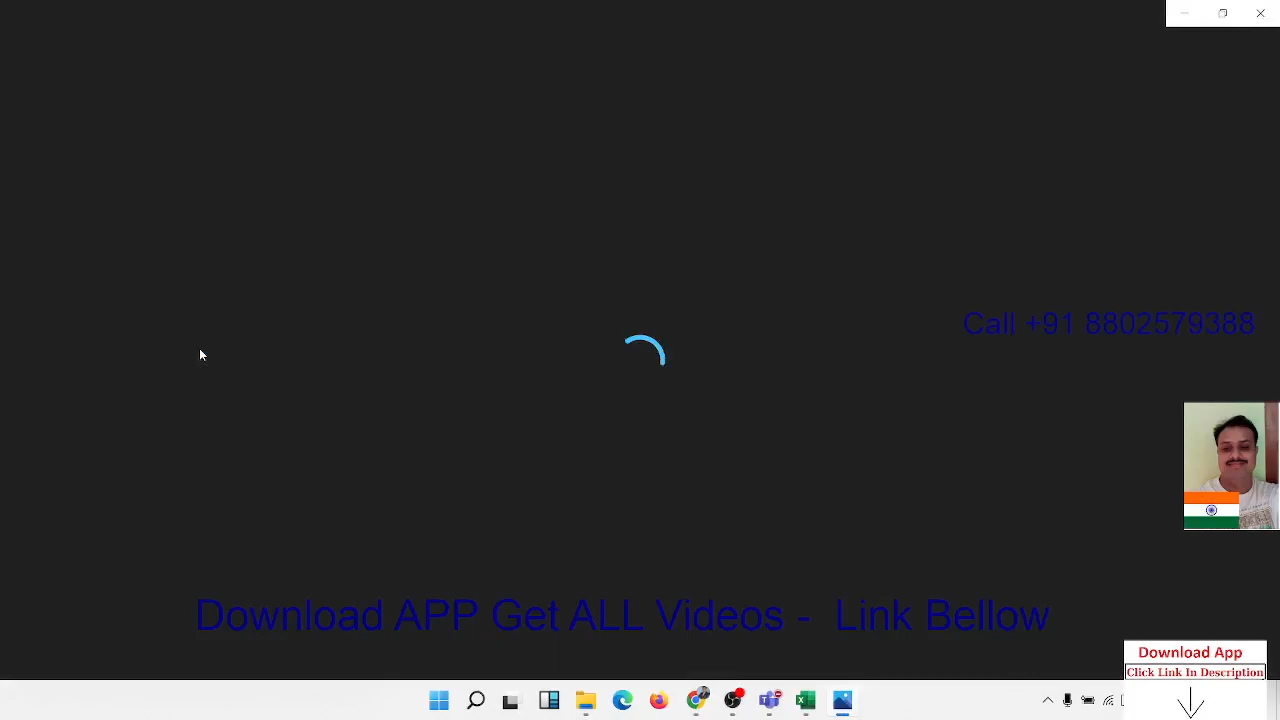 Call +91 8802579388
Download APP Get ALL Videos - Link Bellow
Download App
Click Link In Description